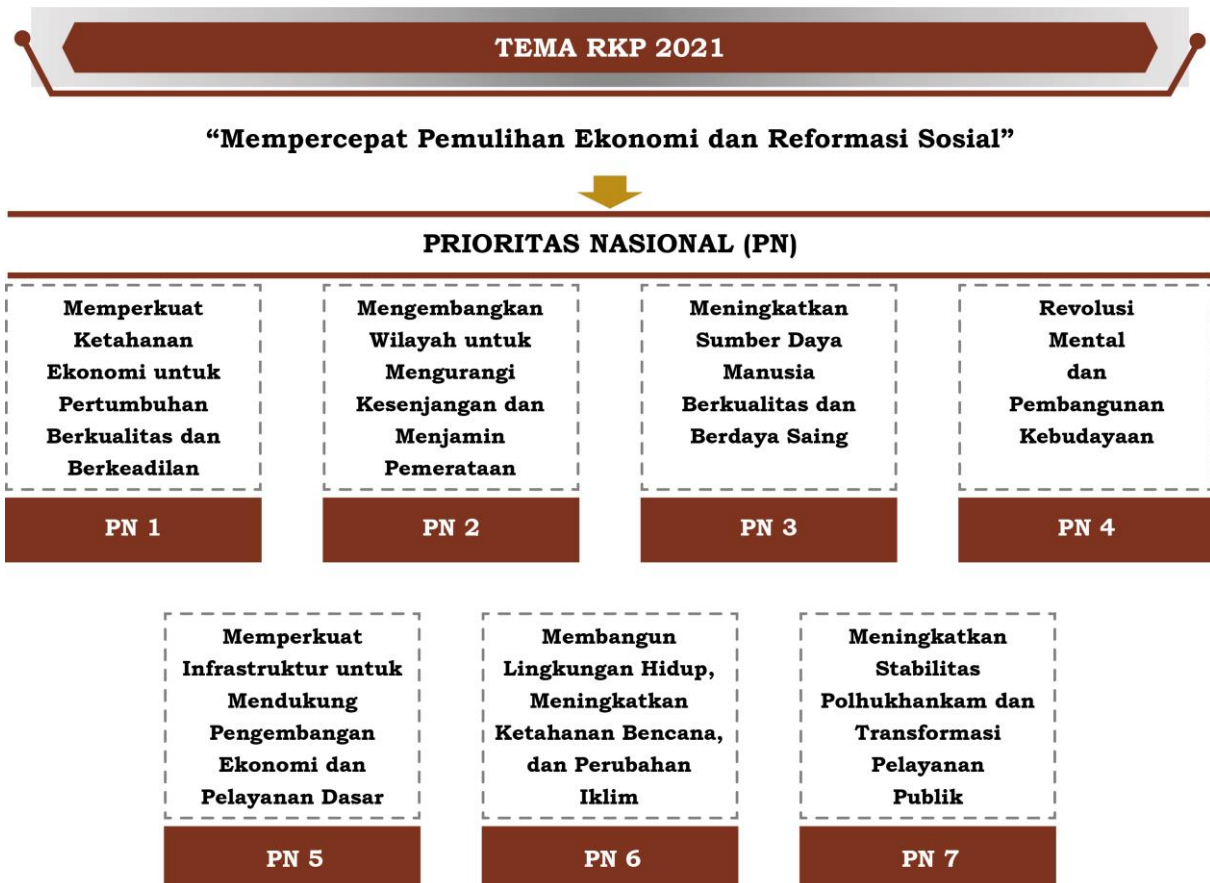 TEMA RKP 2021
“Mempercepat Pemulihan Ekonomi dan Reformasi Sosial”
PRIORITAS NASIONAL (PN)
Memperkuat
Ketahanan
Ekonomi untuk
Pertumbuhan
Berkualitas dan
Berkeadilan
PN 1
Mengembangkan
Wilayah untuk
Mengurangi
Kesenjangan dan
Menjamin
Pemerataan
PN 2
Meningkatkan
Sumber Daya
Manusia
Berkualitas dan
Berdaya Saing
PN 3
Revolusi
Mental
dan
Pembangunan
Kebudayaan
PN 4
Memperkuat
Infrastruktur untuk
Mendukung
Pengembangan
Ekonomi dan
Pelayanan Dasar
PN 5
Membangun
Lingkungan Hidup,
Meningkatkan
Ketahanan Bencana,
dan Perubahan
Iklim
PN 6
Meningkatkan
Stabilitas
Polhukhankam dan
Transformasi
Pelayanan
Publik
PN 7